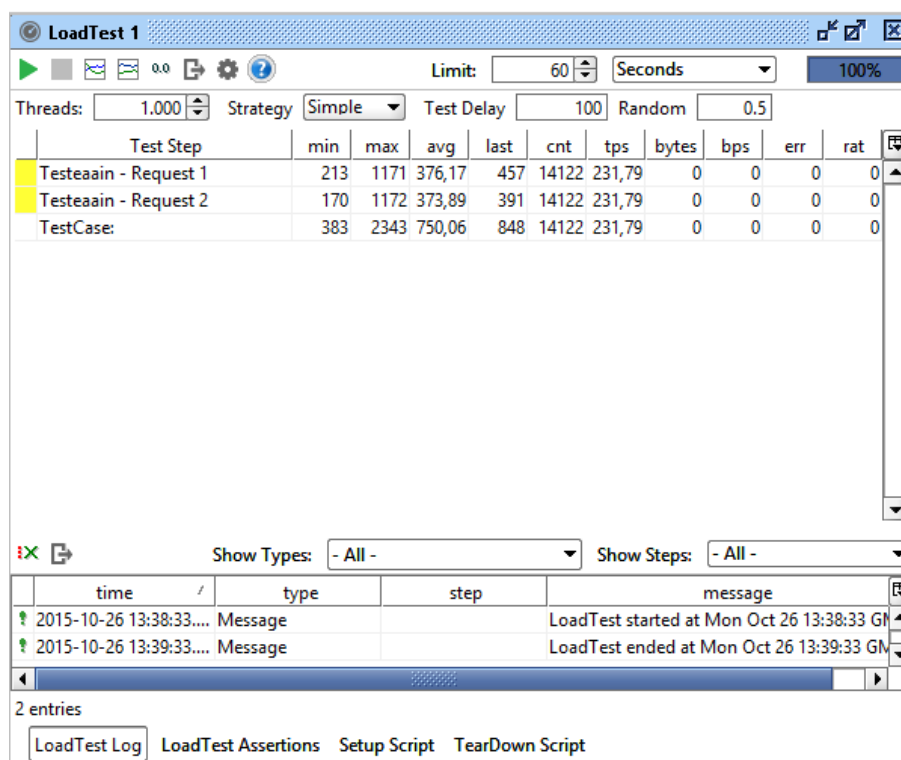 LoadTest 1
0.0 ? Limit: 60 Seconds 100%
Threads: 1.000 Strategy Simple Test Delay 100 Random 0.5
Test Step min max avg last cnt tps bytes bps err rat
Testeaain - Request 1 213 1171 376,17 457 14122 231,79 0 0 0 0
Testeaain - Request 2 170 1172 373,89 391 14122 231,79 0 0 0 0
TestCase: 383 2343 750,06 848 14122 231,79 0 0 0 0
Show Types: - All - Show Steps: - All -
time type step message
2015-10-26 13:38:33.... Message LoadTest started at Mon Oct 26 13:38:33 GM
2015-10-26 13:39:33.... Message LoadTest ended at Mon Oct 26 13:39:33 GM
2 entries
LoadTest Log LoadTest Assertions Setup Script TearDown Script